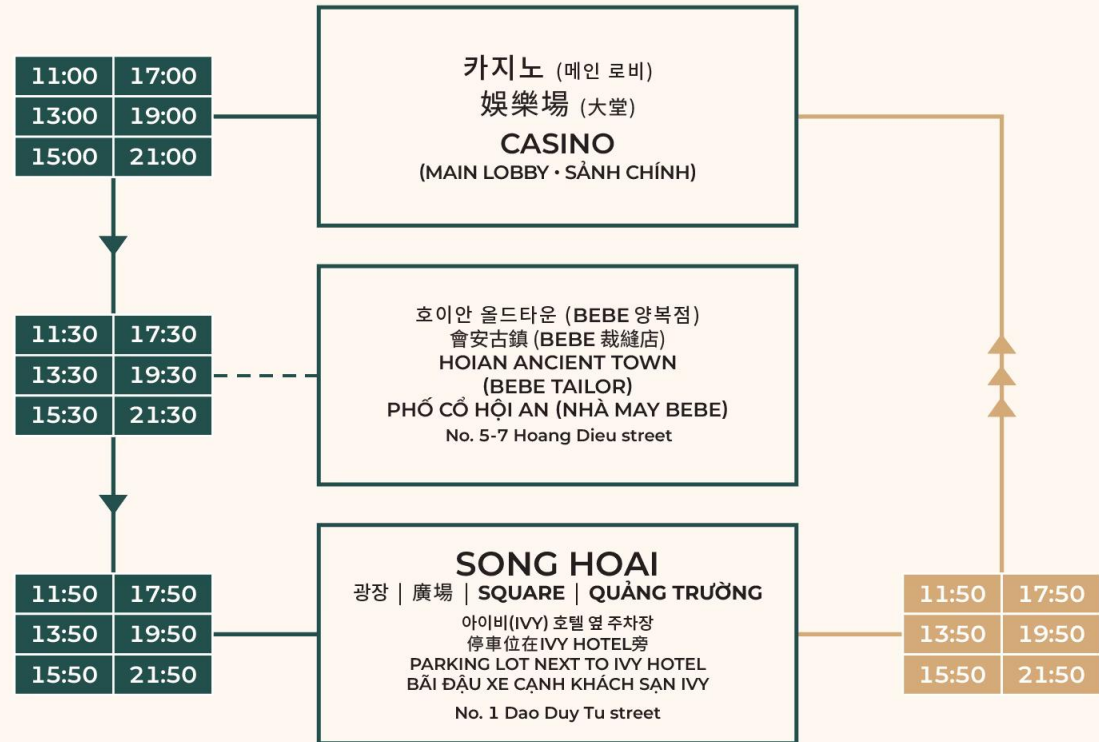 11:00 17:00
13:00 19:00
15:00 21:00
카지노 (메인 로비)
娛樂場 (大堂)
CASINO
(MAIN LOBBY • SẢNH CHÍNH)
11:30 17:30
13:30 19:30
15:30 21:30
호이안 올드타운 (BEBE 양복점)
會安古鎮 (BEBE 裁縫店)
HOIAN ANCIENT TOWN
(BEBE TAILOR)
PHỐ CỔ HỘI AN (NHÀ MAY BEBE)
No. 5-7 Hoang Dieu street
11:50 17:50
13:50 19:50
15:50 21:50
SONG HOAI
광장 | 廣場 | SQUARE | QUẢNG TRƯỜNG
아이비(IVY) 호텔 옆 주차장
停車位在IVY HOTEL旁
PARKING LOT NEXT TO IVY HOTEL
BÃI ĐẬU XE CẠNH KHÁCH SẠN IVY
No. 1 Dao Duy Tu street
11:50 17:50
13:50 19:50
15:50 21:50